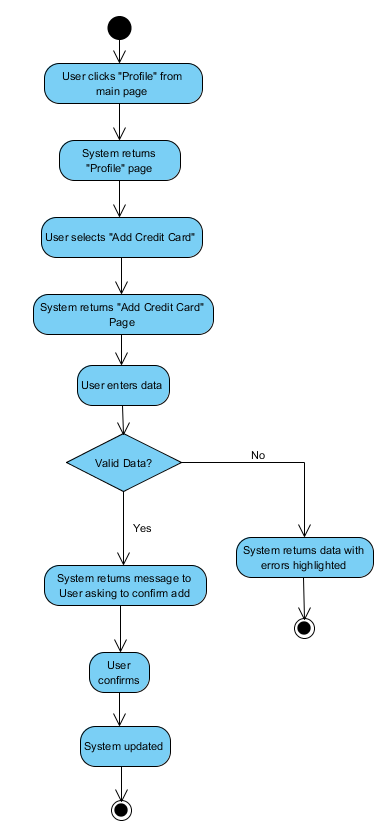 User clicks "Profile" from
main page
System returns
"Profile" page
User selects "Add Credit Card"
System returns "Add Credit Card"
Page
User enters data
Valid Data?
No
Yes
System returns data with
errors highlighted
System returns message to
User asking to confirm add
User
confirms
System updated